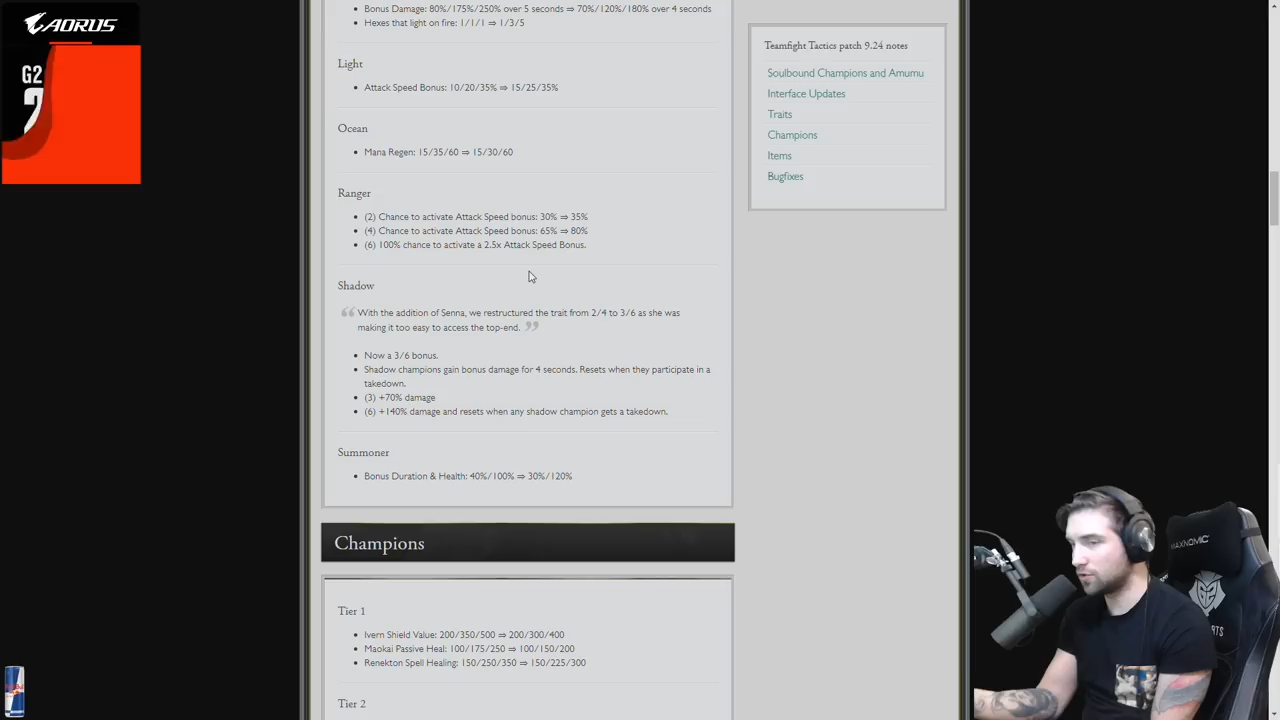 AORUS
G2
Bonus Damage: 80%/175%/250% over 5 seconds ⇒ 70%/120%/180% over 4 seconds
Hexes that light on fire: 1/1/1 ⇒ 1/3/5
Light
Attack Speed Bonus: 10/20/35% ⇒ 15/25/35%
Ocean
Mana Regen: 15/35/60 ⇒ 15/30/60
Ranger
(2) Chance to activate Attack Speed bonus: 30% ⇒ 35%
(4) Chance to activate Attack Speed bonus: 65% ⇒ 80%
(6) 100% chance to activate a 2.5x Attack Speed Bonus.
Shadow
“ With the addition of Senna, we restructured the trait from 2/4 to 3/6 as she was
making it too easy to access the top-end. ”
Now a 3/6 bonus.
Shadow champions gain bonus damage for 4 seconds. Resets when they participate in a
takedown.
(3) +70% damage
(6) +140% damage and resets when any shadow champion gets a takedown.
Summoner
Bonus Duration & Health: 40%/100% ⇒ 30%/120%
Champions
Tier 1
Ivern Shield Value: 200/350/500 ⇒ 200/300/400
Maokai Passive Heal: 100/175/250 ⇒ 100/150/200
Renekton Spell Healing: 150/250/350 ⇒ 150/225/300
Tier 2
Teamfight Tactics patch 9.24 notes
Soulbound Champions and Amumu
Interface Updates
Traits
Champions
Items
Bugfixes
MAXNOMIC